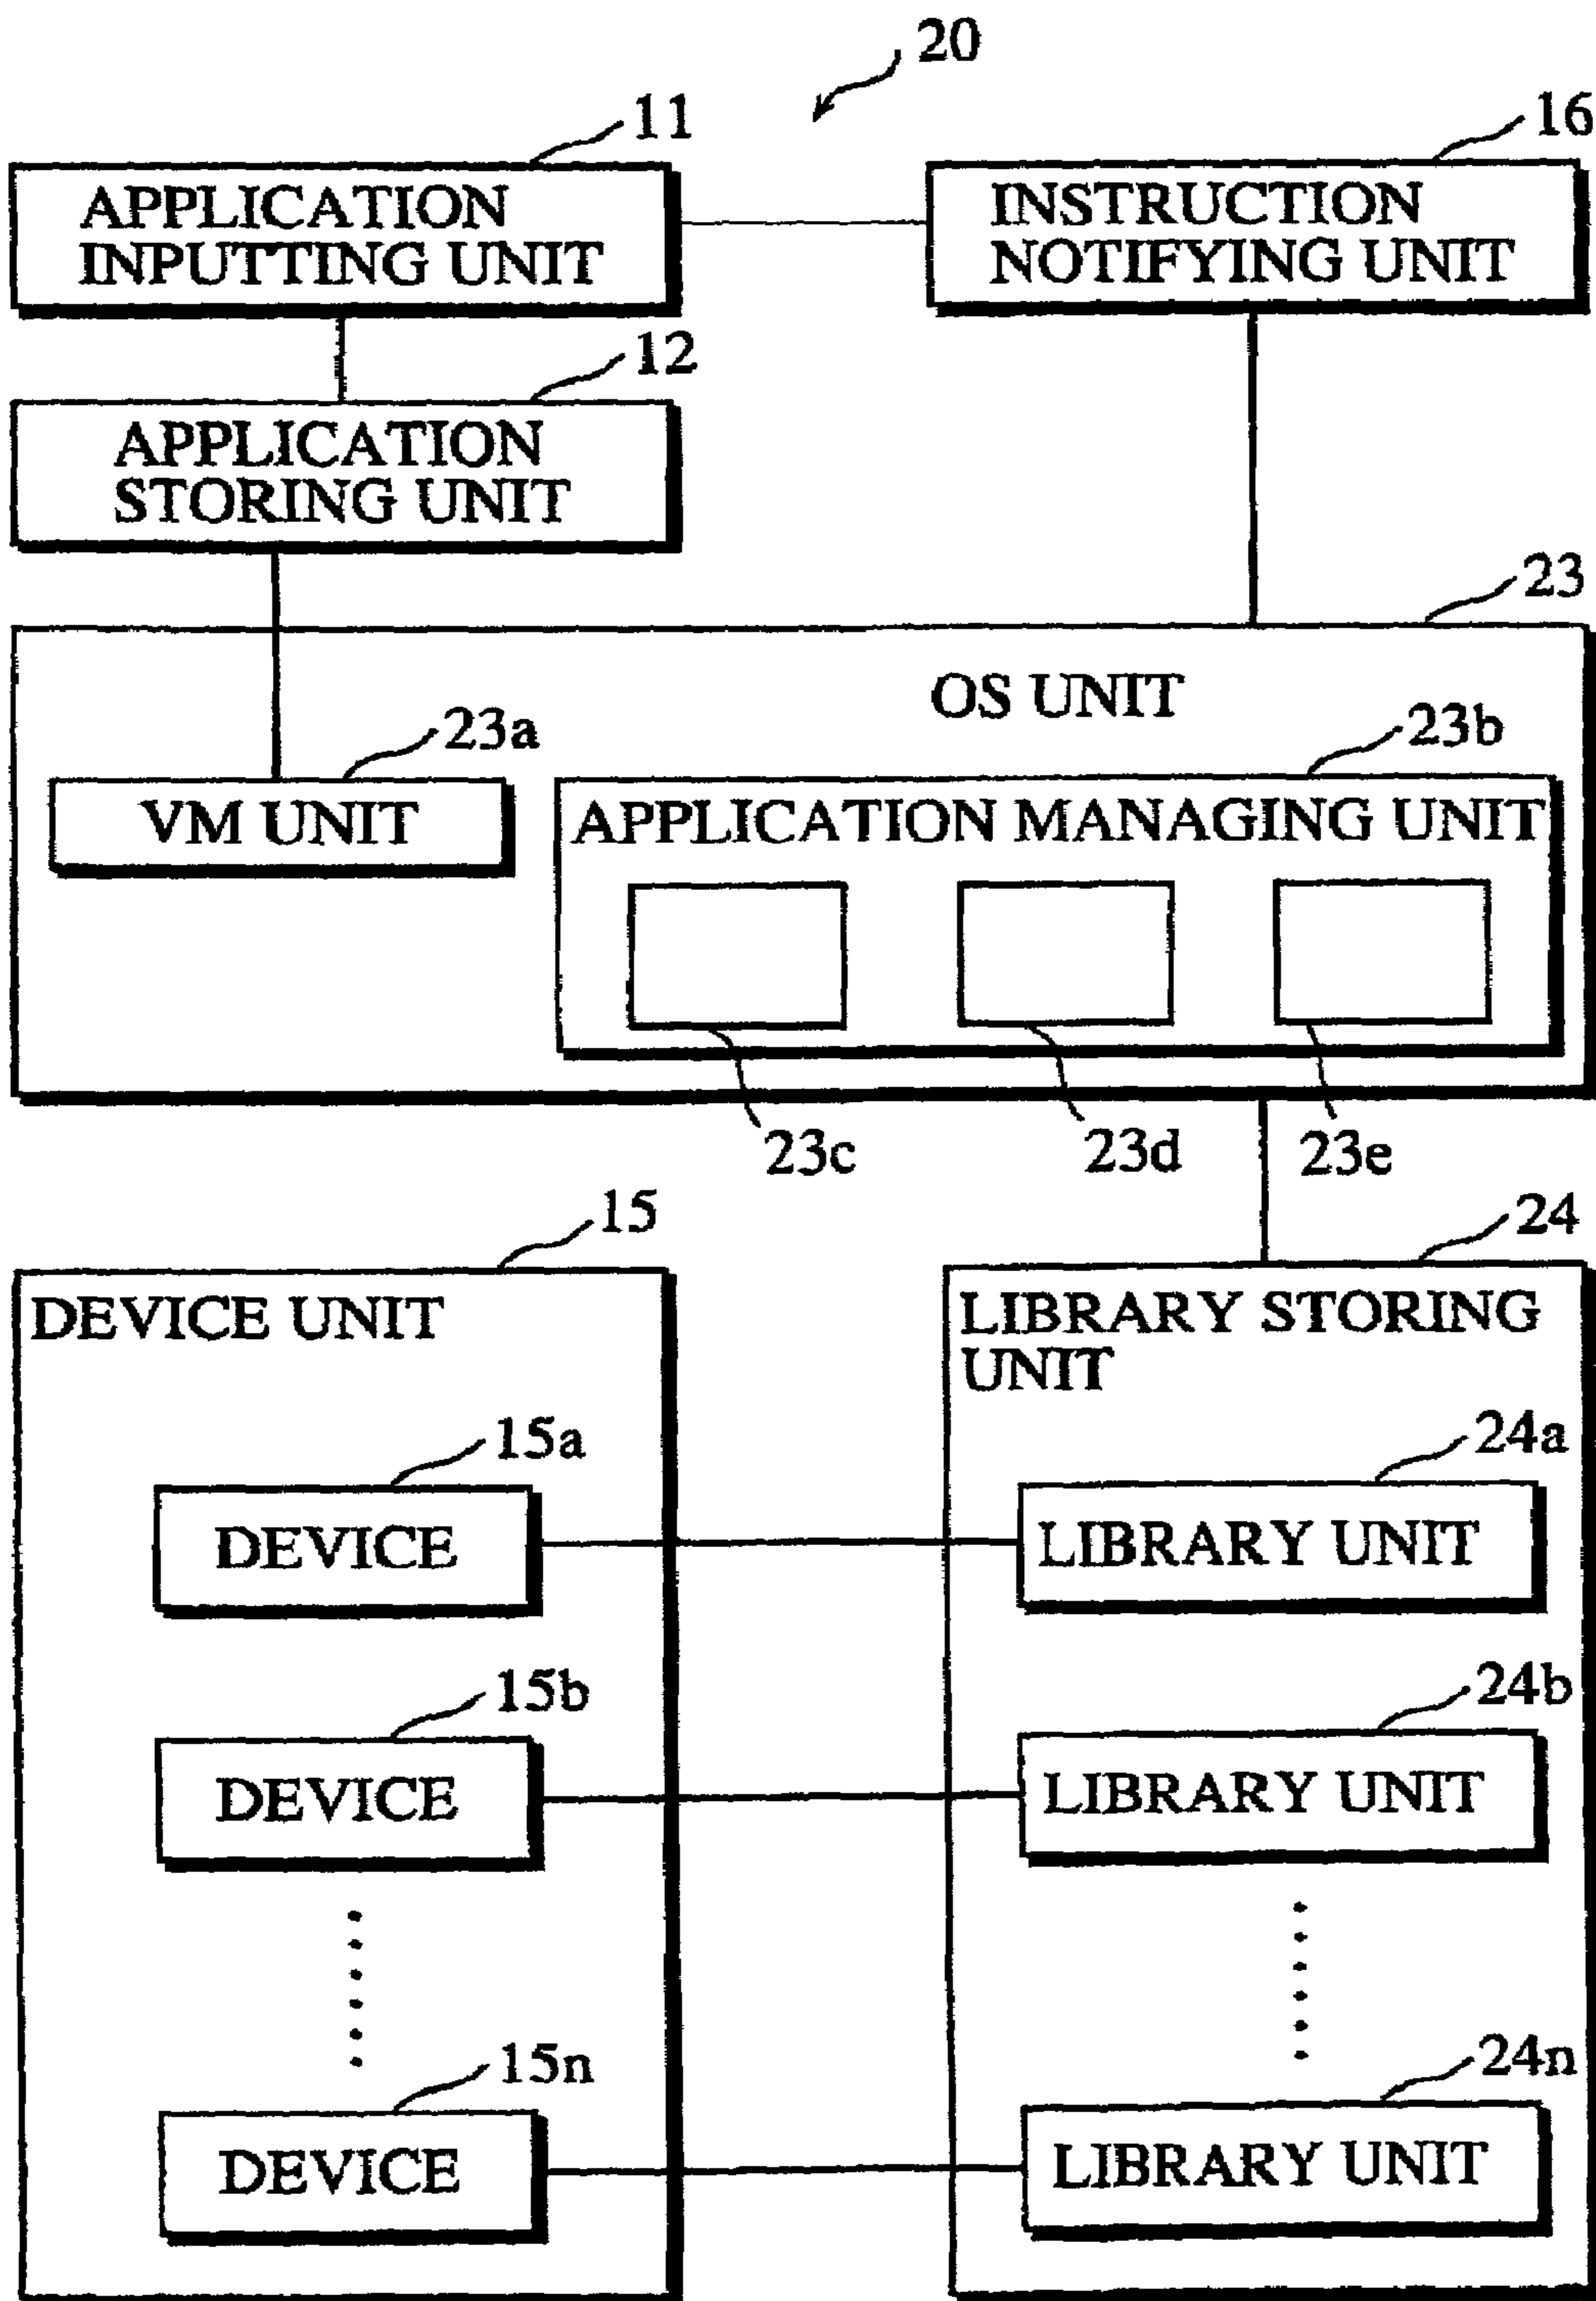 20
11
16
APPLICATION
INPUTTING UNIT
INSTRUCTION
NOTIFYING UNIT
12
APPLICATION
STORING UNIT
23
OS UNIT
23a
23b
VM UNIT
APPLICATION MANAGING UNIT
23c
23d
23e
15
24
DEVICE UNIT
LIBRARY STORING
UNIT
15a
24a
DEVICE
LIBRARY UNIT
15b
24b
DEVICE
LIBRARY UNIT
15n
24n
DEVICE
LIBRARY UNIT